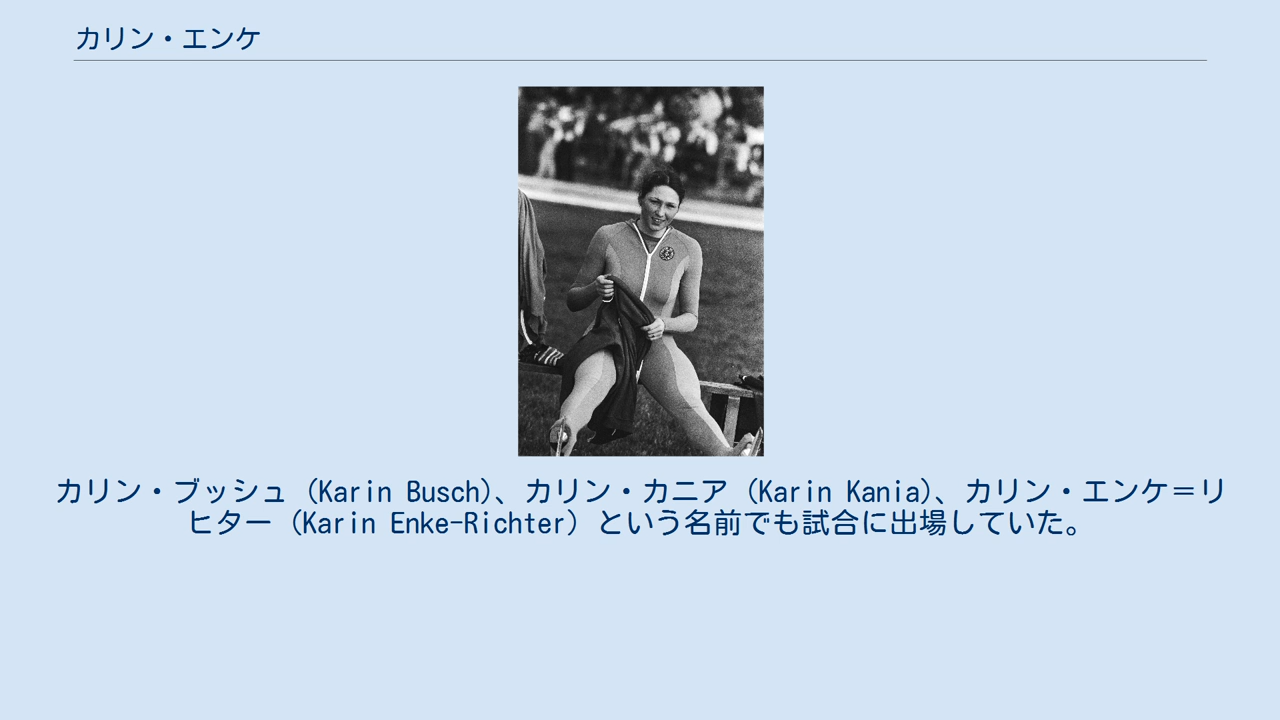 カリン・エンケ
カリン・ブッシュ (Karin Busch)、カリン・カニア (Karin Kania)、カリン・エンケ＝リ
ヒター (Karin Enke-Richter) という名前でも試合に出場していた。